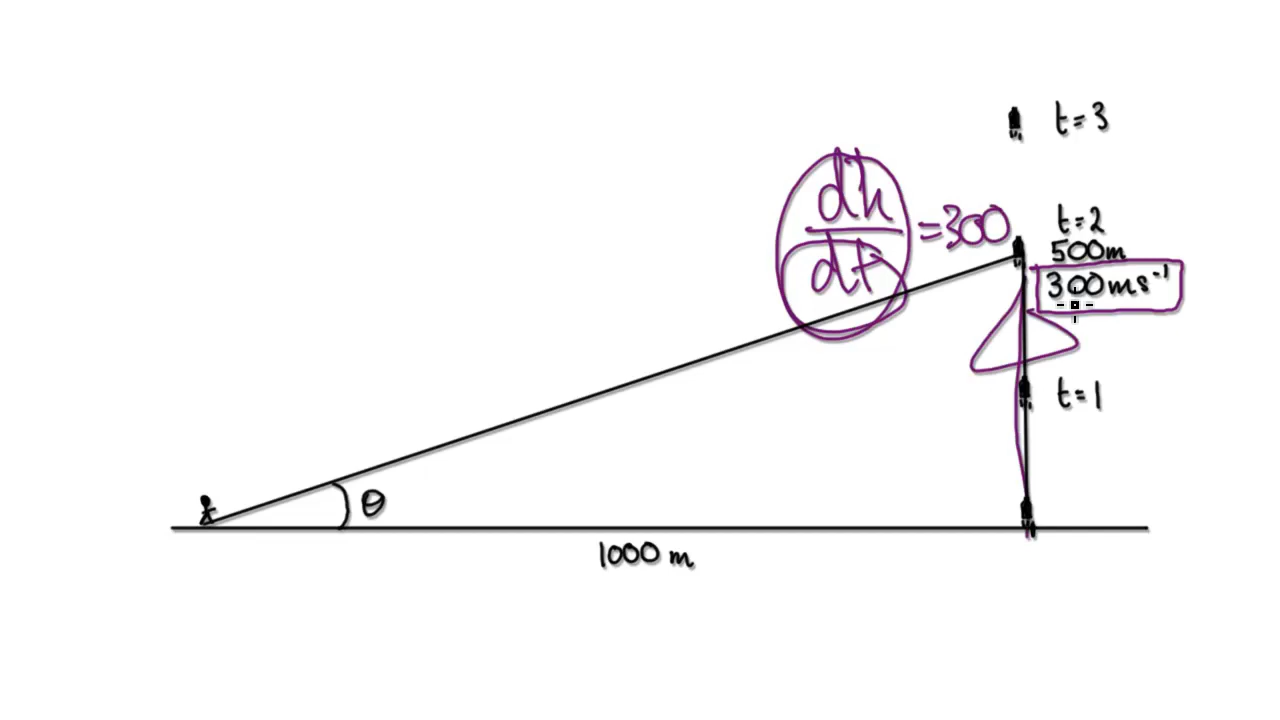 t=3
dh
dt
=300
t=2
500m
300ms⁻¹
t=1
θ
1000 m